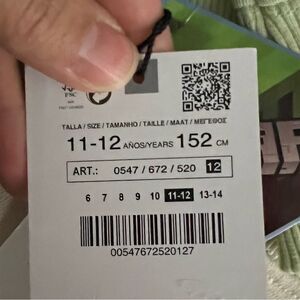 FSC
TALLA / SIZE / TAMANHO / TAILLE / MAAT / ΜΕΓΕΘΟΣ
11-12 AÑOS/YEARS 152 CM
ART.: 0547 / 672 / 520 12
6 7 8 9 10 11-12 13-14
00547672520127